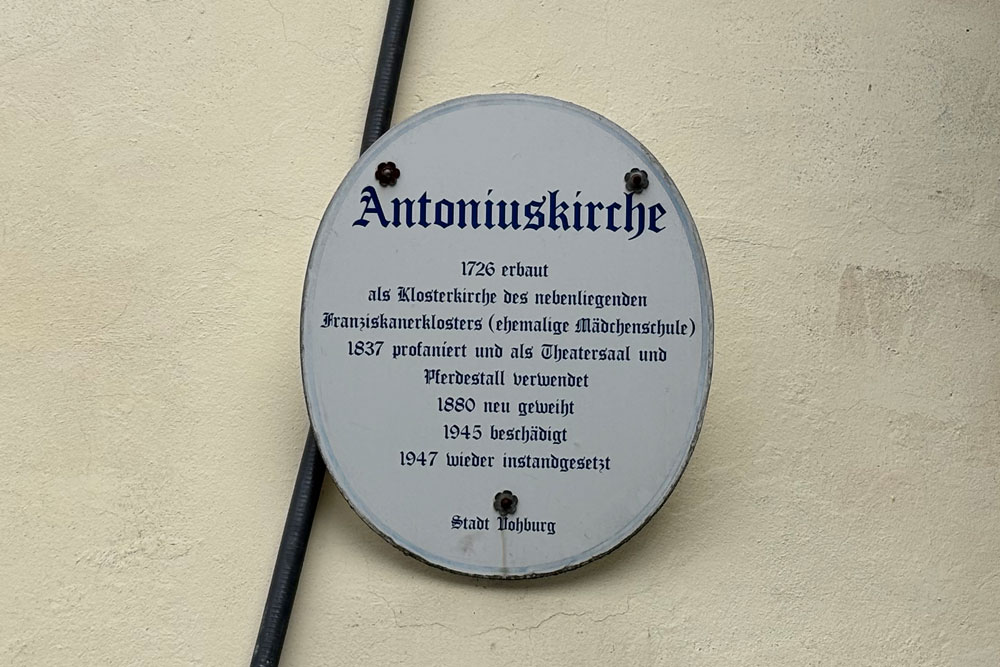 Antoniuskirche
1726 erbaut
als Klosterkirche des nebenliegenden
Franziskanerklosters (ehemalige Mädchenschule)
1837 profaniert und als Theatersaal und
Pferdestall verwendet
1880 neu geweiht
1945 beschädigt
1947 wieder instandgesetzt
Stadt Vohburg